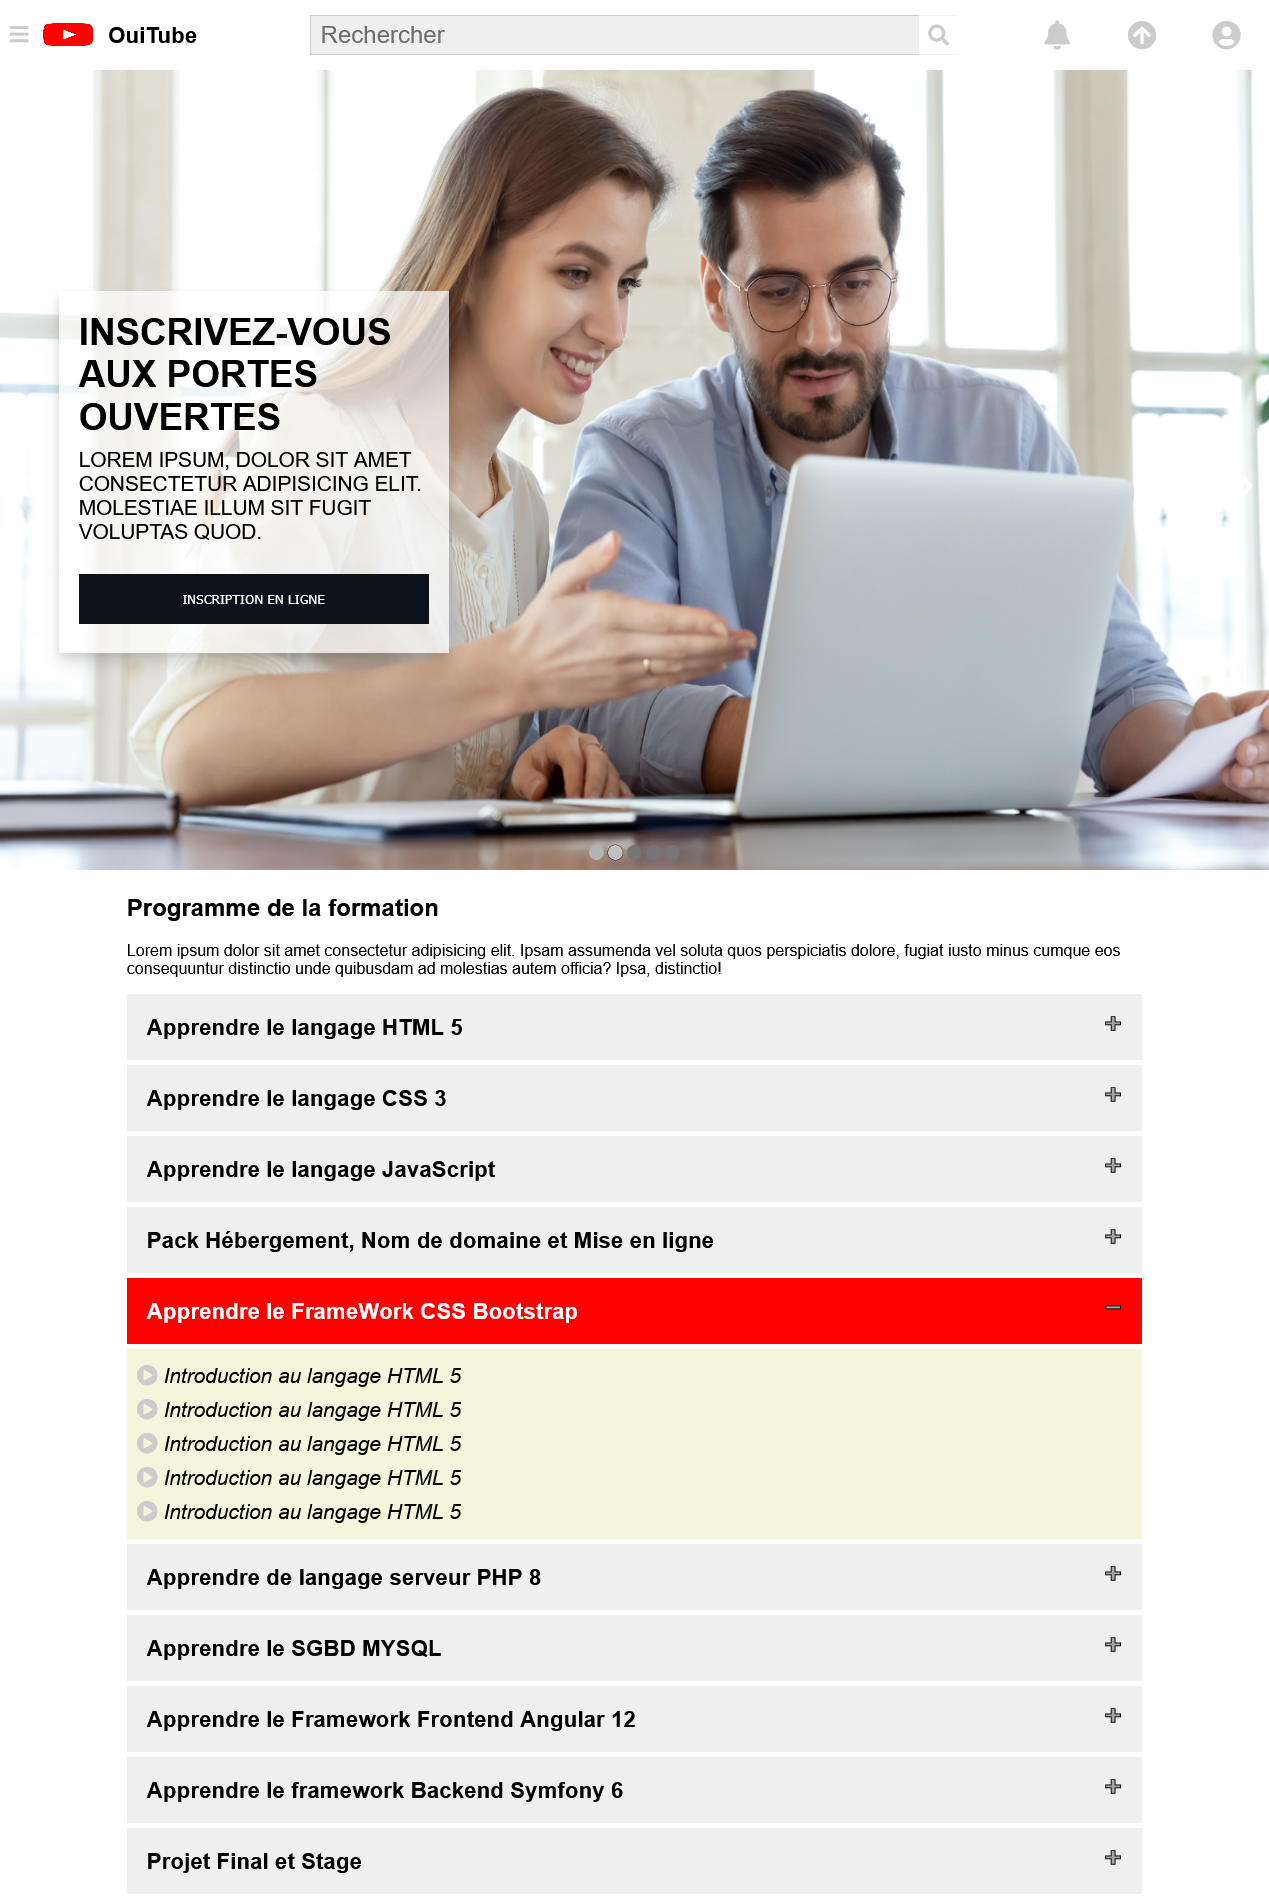 OuiTube
Rechercher
INSCRIVEZ-VOUS
AUX PORTES
OUVERTES
LOREM IPSUM, DOLOR SIT AMET
CONSECTETUR ADIPISICING ELIT.
MOLESTIAE ILLUM SIT FUGIT
VOLUPTAS QUOD.
INSCRIPTION EN LIGNE
Programme de la formation
Lorem ipsum dolor sit amet consectetur adipisicing elit. Ipsam assumenda vel soluta quos perspiciatis dolore, fugiat iusto minus cumque eos
consequuntur distinctio unde quibusdam ad molestias autem officia? Ipsa, distinctio!
Apprendre le langage HTML 5
Apprendre le langage CSS 3
Apprendre le langage JavaScript
Pack Hébergement, Nom de domaine et Mise en ligne
Apprendre le FrameWork CSS Bootstrap
Introduction au langage HTML 5
Introduction au langage HTML 5
Introduction au langage HTML 5
Introduction au langage HTML 5
Introduction au langage HTML 5
Apprendre de langage serveur PHP 8
Apprendre le SGBD MYSQL
Apprendre le Framework Frontend Angular 12
Apprendre le framework Backend Symfony 6
Projet Final et Stage